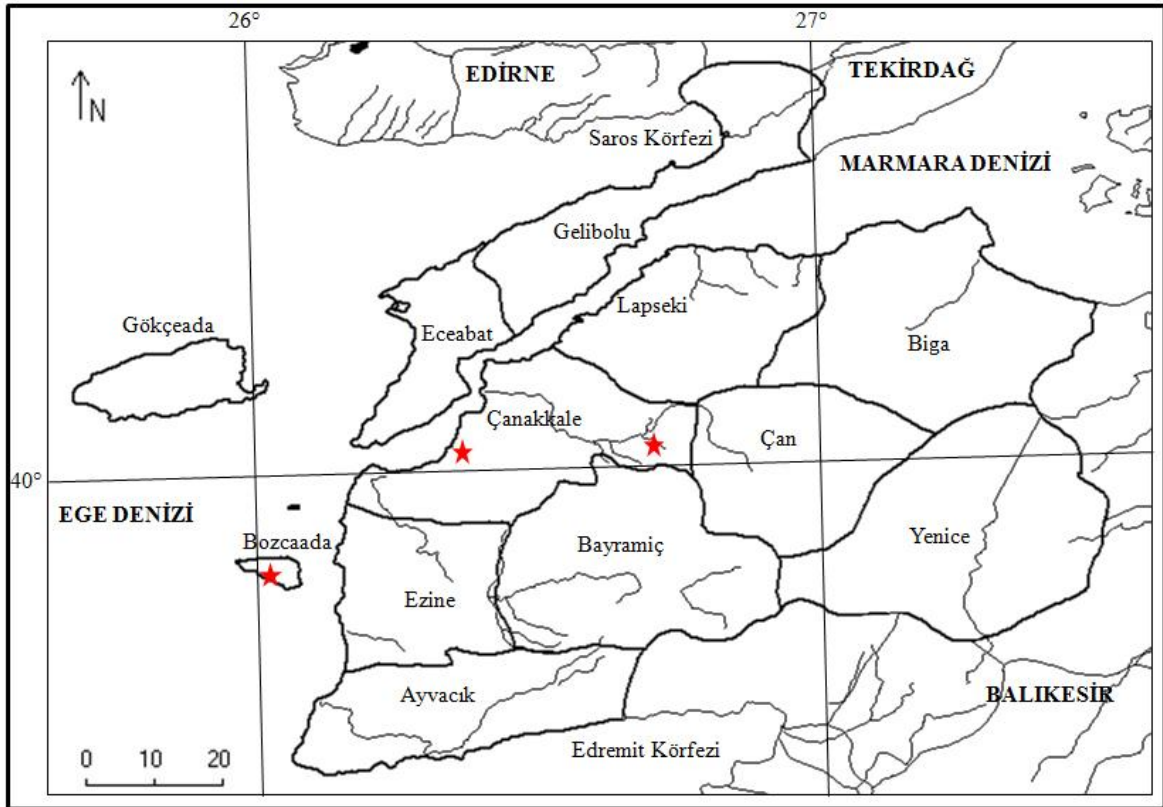 26°
27°
EDİRNE
TEKİRDAĞ
N
Saros Körfezi
MARMARA DENİZİ
Gelibolu
Lapseki
Gökçeada
Eceabat
Biga
Çanakkale
Çan
40°
EGE DENİZİ
Bozcaada
Bayramiç
Yenice
Ezine
Ayvacık
BALIKESİR
Edremit Körfezi
0 10 20